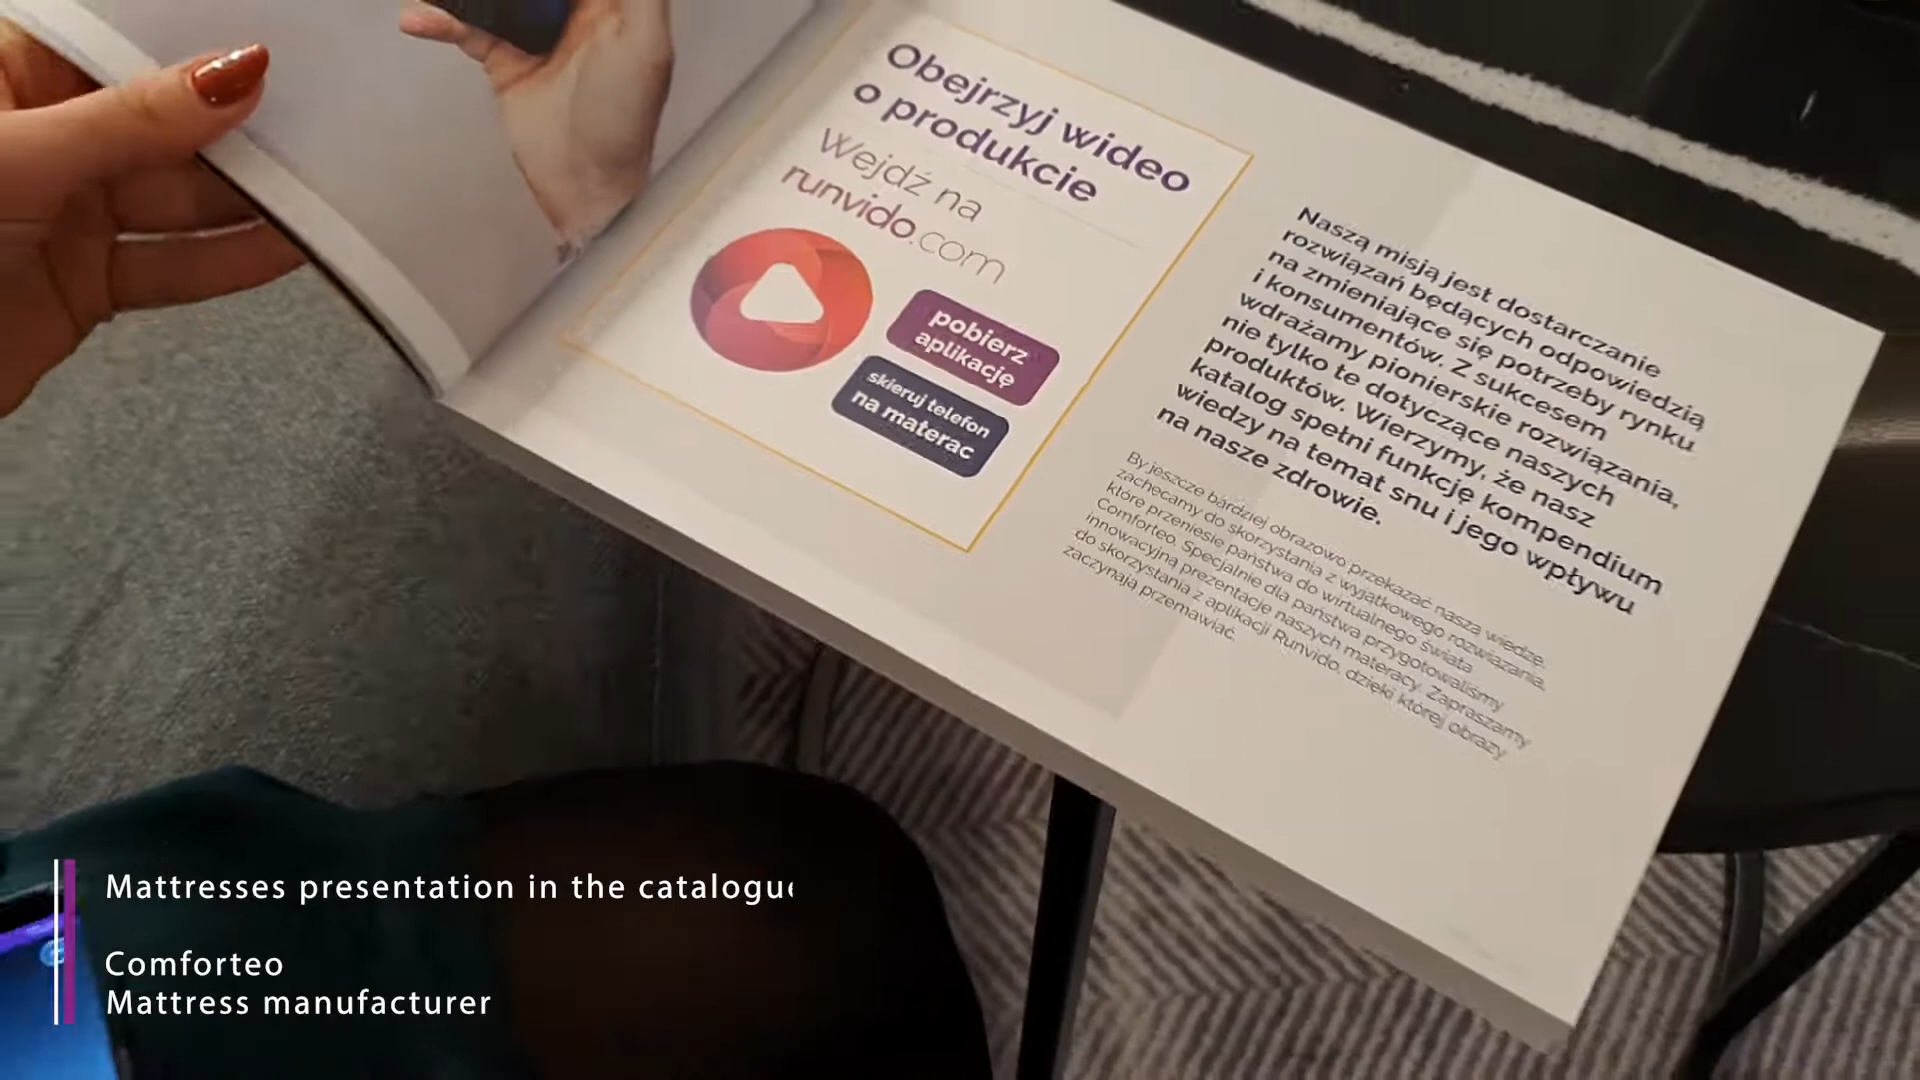 Obejrzyj wideo
o produkcie
Wejdź na
runvido.com
pobierz
aplikację
skieruj telefon
na materac
Naszą misją jest dostarczanie
rozwiązań będących odpowiedzią
na zmieniające się potrzeby rynku
i konsumentów. Z sukcesem
wdrażamy pionierskie rozwiązania,
nie tylko te dotyczące naszych
produktów. Wierzymy, że nasz
katalog spełni funkcję kompendium
wiedzy na temat snu i jego wpływu
na nasze zdrowie.
By jeszcze bardziej obrazowo przekazać naszą wiedzę,
zachęcamy do skorzystania z wyjątkowego rozwiązania,
które przeniesie państwa do wirtualnego świata
Comforteo. Specjalnie dla państwa przygotowaliśmy
innowacyjną prezentację naszych materacy. Zapraszamy
do skorzystania z aplikacji Runvido, dzięki której obrazy
zaczynają przemawiać.
Mattresses presentation in the catalogue
Comforteo
Mattress manufacturer